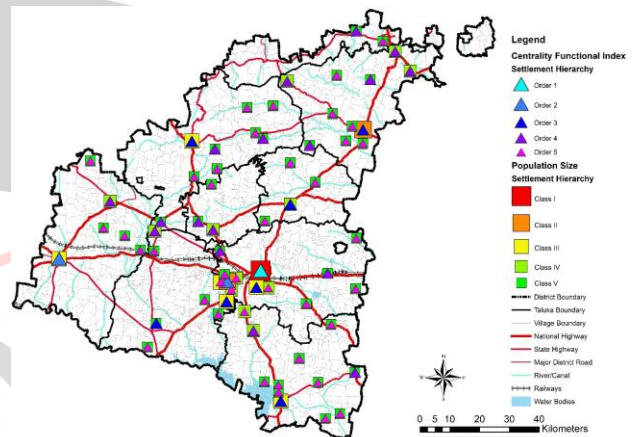 Legend
Centrality Functional Index
Settlement Hierarchy
Order 1
Order 2
Order 3
Order 4
Order 5
Population Size
Settlement Hierarchy
Class I
Class II
Class III
Class IV
Class V
District Boundary
Taluka Boundary
Village Boundary
National Highway
State Highway
Major District Road
River/Canal
Railways
Water Bodies
N
W
E
S
0 5 10 20 30 40
Kilometers